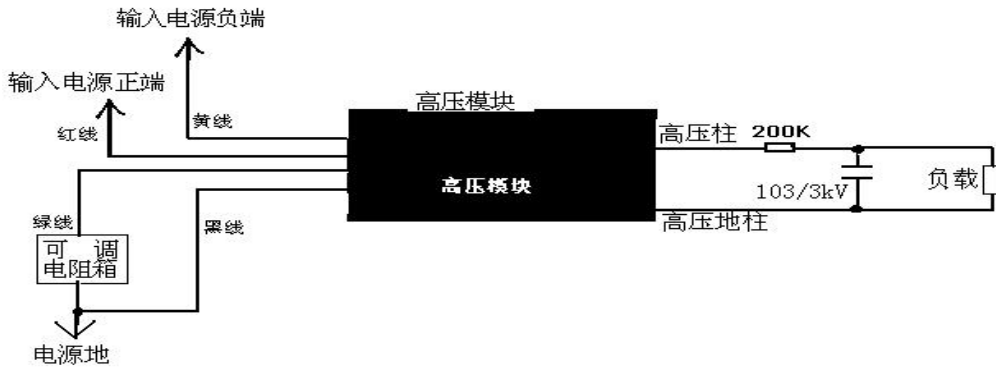 输入电源负端
输入电源正端
黄线
红线
高压模块
高压模块
高压柱
200K
103/3kV
负载
高压地柱
绿线
黑线
可 调
电阻箱
电源地